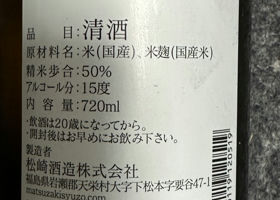 品　目：清酒
原材料名：米(国産)、米麹(国産米)
精米歩合：50%
アルコール分：15度
内 容 量：720ml
・飲酒は20歳になってから。
・開封後はお早めにお飲み下さい。
製造者
松崎酒造株式会社
福島県岩瀬郡天栄村大字下松本字要谷47-1
matsuzakisyuzo.com